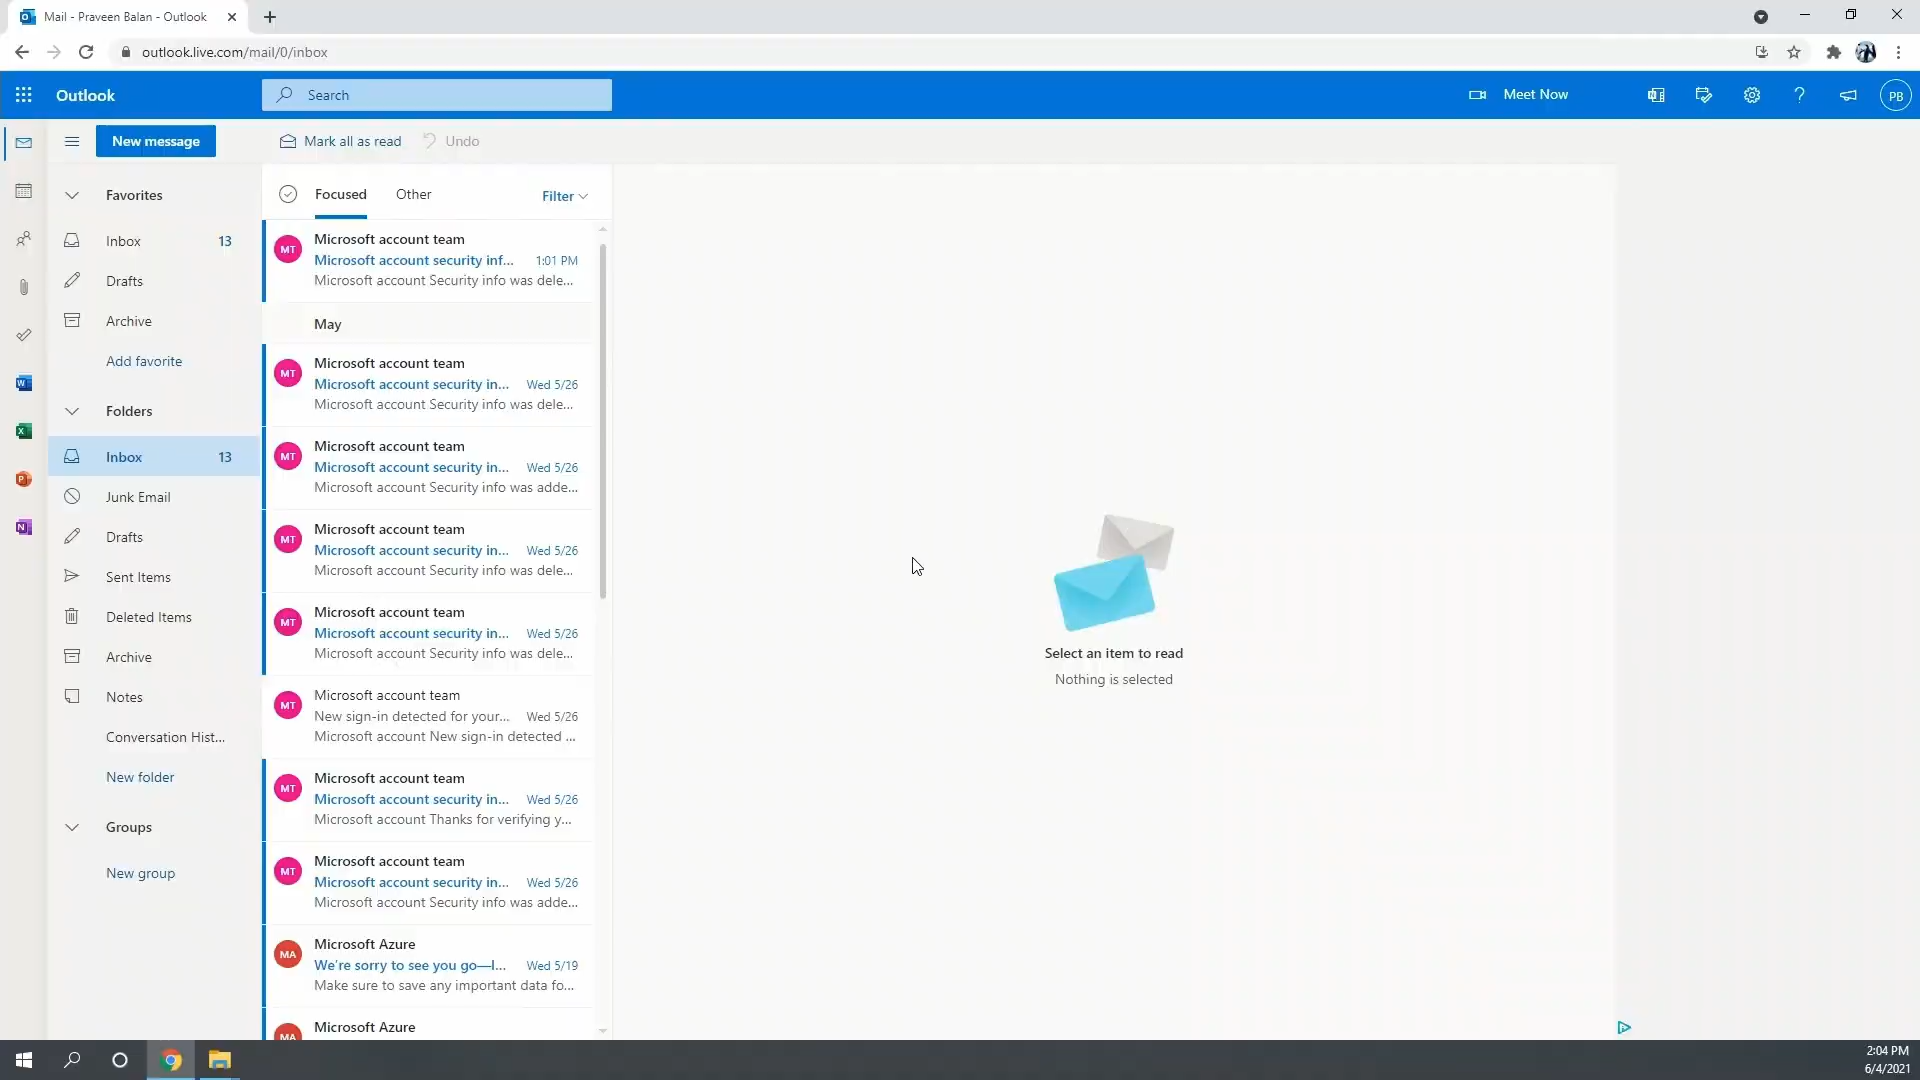 Mail - Praveen Balan - Outlook
outlook.live.com/mail/0/inbox
Outlook
Search
Meet Now
PB
New message
Mark all as read
Undo
Favorites
Inbox 13
Drafts
Archive
Add favorite
Folders
Inbox 13
Junk Email
Drafts
Sent Items
Deleted Items
Archive
Notes
Conversation Hist...
New folder
Groups
New group
Focused Other Filter
MT
Microsoft account team
Microsoft account security inf... 1:01 PM
Microsoft account Security info was dele...
May
MT
Microsoft account team
Microsoft account security in... Wed 5/26
Microsoft account Security info was dele...
MT
Microsoft account team
Microsoft account security in... Wed 5/26
Microsoft account Security info was adde...
MT
Microsoft account team
Microsoft account security in... Wed 5/26
Microsoft account Security info was dele...
MT
Microsoft account team
Microsoft account security in... Wed 5/26
Microsoft account Security info was dele...
MT
Microsoft account team
New sign-in detected for your... Wed 5/26
Microsoft account New sign-in detected ...
MT
Microsoft account team
Microsoft account security in... Wed 5/26
Microsoft account Thanks for verifying y...
MT
Microsoft account team
Microsoft account security in... Wed 5/26
Microsoft account Security info was adde...
MA
Microsoft Azure
We're sorry to see you go—I... Wed 5/19
Make sure to save any important data fo...
MA
Microsoft Azure
Select an item to read
Nothing is selected
2:04 PM
6/4/2021